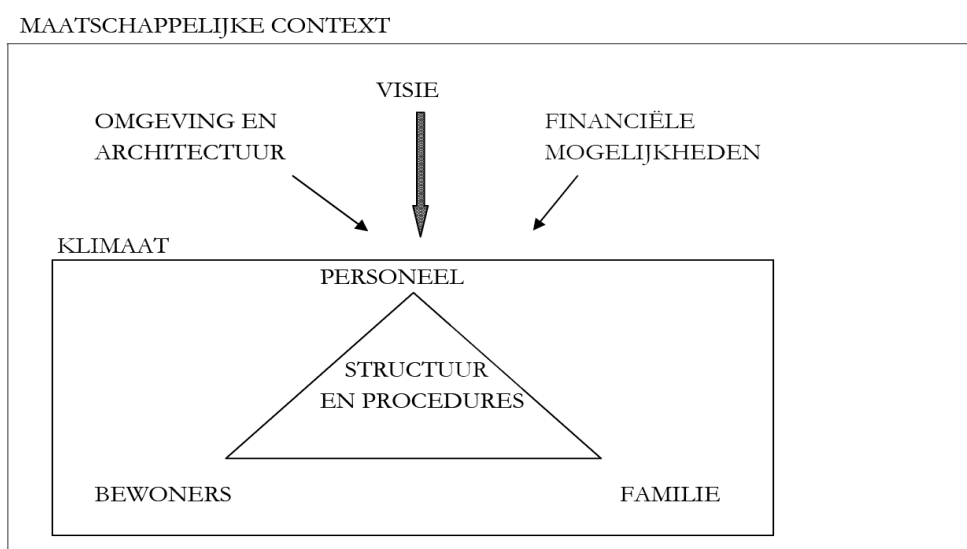 MAATSCHAPPELIJKE CONTEXT
VISIE
OMGEVING EN
ARCHITECTUUR
FINANCIËLE
MOGELIJKHEDEN
KLIMAAT
PERSONEEL
STRUCTUUR
EN PROCEDURES
BEWONERS
FAMILIE